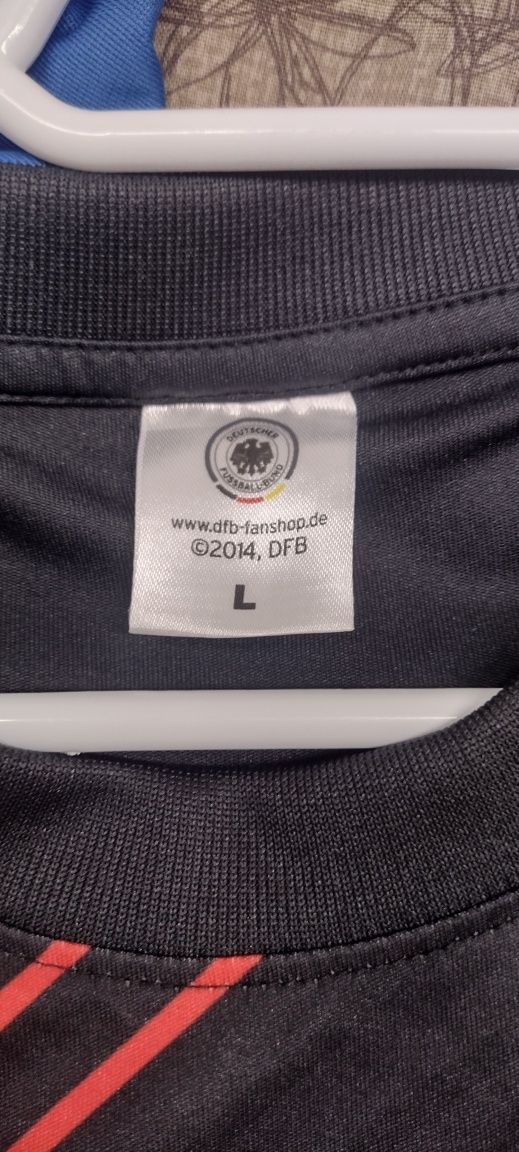 DEUTSCHER
FUSSBALL-BUND
www.dfb-fanshop.de
©2014, DFB
L